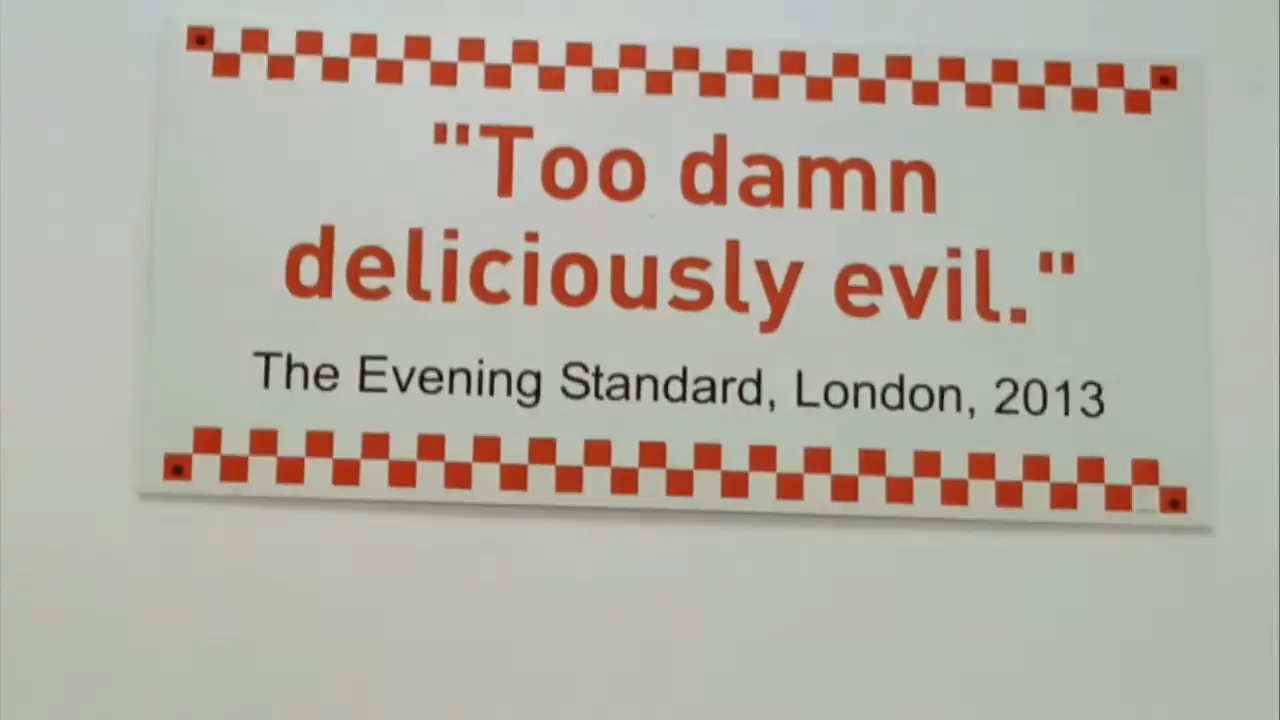 "Too damn
deliciously evil."
The Evening Standard, London, 2013